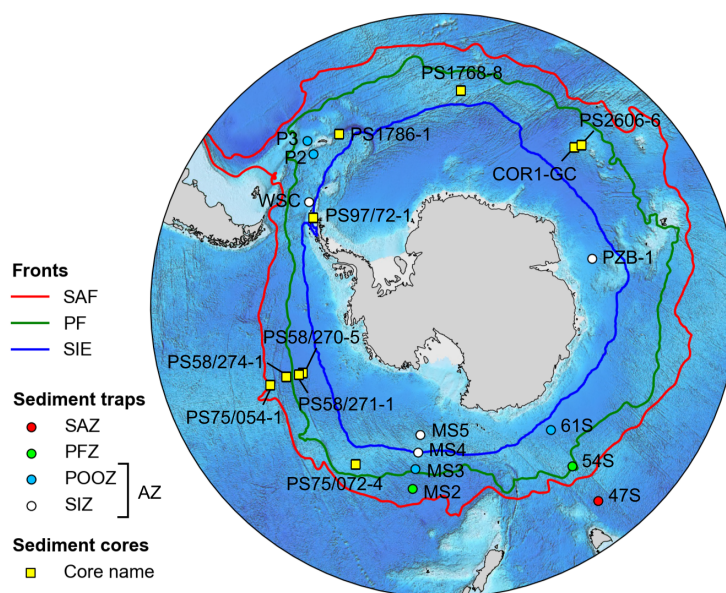 PS1768-8
PS2606-6
P3
PS1786-1
P2
COR1-GC
WSC
PS97/72-1
PZB-1
Fronts
SAF
PF
SIE
PS58/270-5
PS58/274-1
PS58/271-1
PS75/054-1
Sediment traps
SAZ
PFZ
POOZ
AZ
SIZ
MS5
61S
MS4
54S
MS3
PS75/072-4
MS2
47S
Sediment cores
Core name